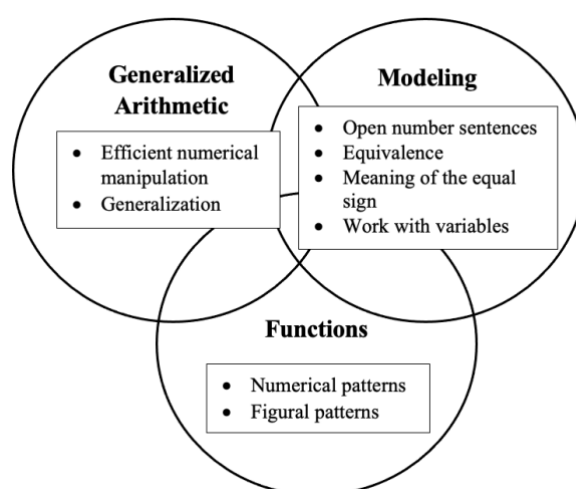 Generalized
Arithmetic
• Efficient numerical
manipulation
• Generalization
Modeling
• Open number sentences
• Equivalence
• Meaning of the equal
sign
• Work with variables
Functions
• Numerical patterns
• Figural patterns